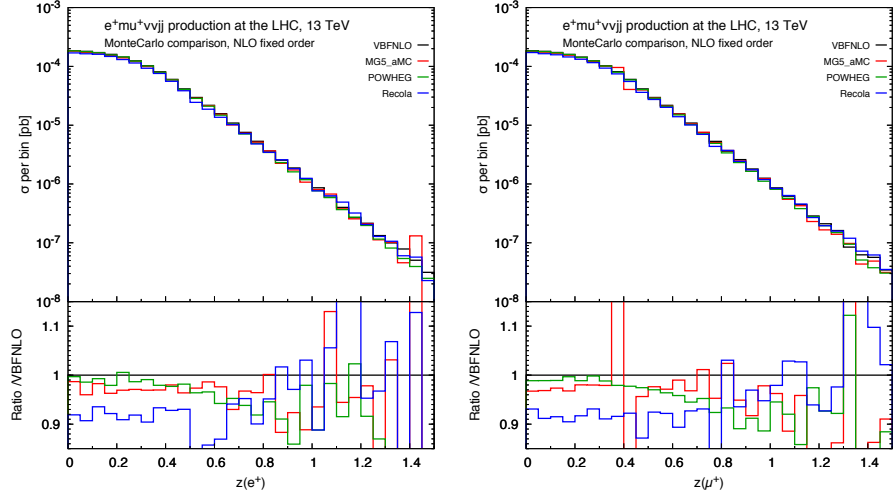 e⁺mu⁺vvjj production at the LHC, 13 TeV
MonteCarlo comparison, NLO fixed order
VBFNLO
MG5_aMC
POWHEG
Recola
σ per bin [pb]
10⁻³
10⁻⁴
10⁻⁵
10⁻⁶
10⁻⁷
10⁻⁸
Ratio /VBFNLO
1.1
1
0.9
0 0.2 0.4 0.6 0.8 1 1.2 1.4
z(e⁺)
e⁺mu⁺vvjj production at the LHC, 13 TeV
MonteCarlo comparison, NLO fixed order
VBFNLO
MG5_aMC
POWHEG
Recola
σ per bin [pb]
10⁻³
10⁻⁴
10⁻⁵
10⁻⁶
10⁻⁷
10⁻⁸
Ratio /VBFNLO
1.1
1
0.9
0 0.2 0.4 0.6 0.8 1 1.2 1.4
z(μ⁺)